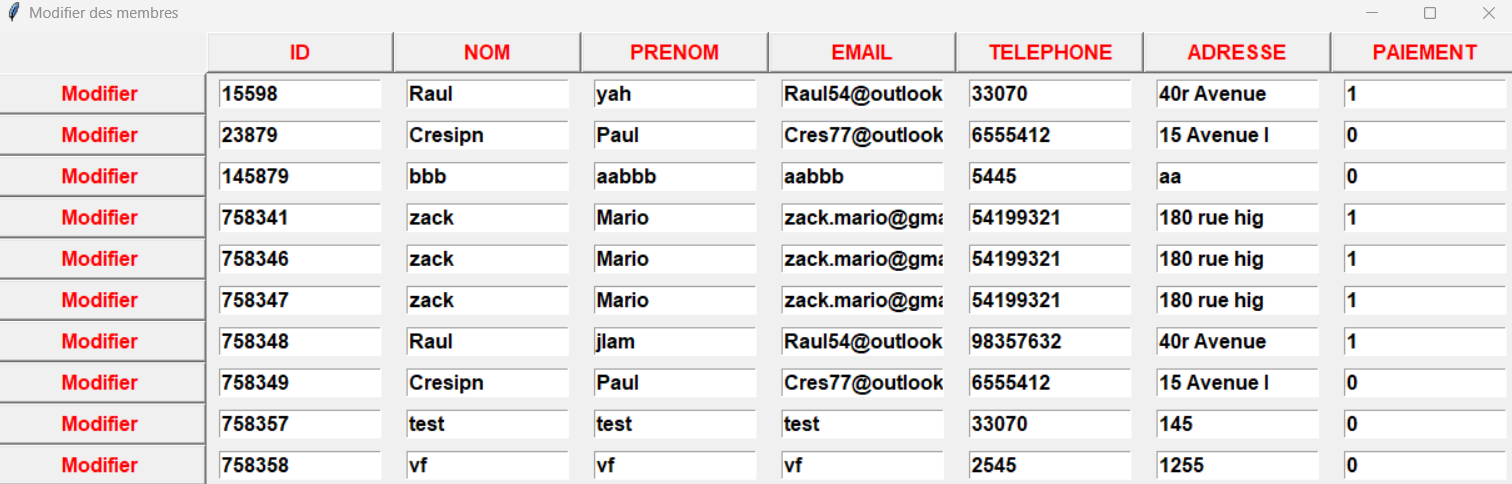 Modifier des membres
ID NOM PRENOM EMAIL TELEPHONE ADRESSE PAIEMENT
Modifier 15598 Raul yah Raul54@outlook 33070 40r Avenue 1
Modifier 23879 Cresipn Paul Cres77@outlook 6555412 15 Avenue l 0
Modifier 145879 bbb aabbb aabbb 5445 aa 0
Modifier 758341 zack Mario zack.mario@gma 54199321 180 rue hig 1
Modifier 758346 zack Mario zack.mario@gma 54199321 180 rue hig 1
Modifier 758347 zack Mario zack.mario@gma 54199321 180 rue hig 1
Modifier 758348 Raul jlam Raul54@outlook 98357632 40r Avenue 1
Modifier 758349 Cresipn Paul Cres77@outlook 6555412 15 Avenue l 0
Modifier 758357 test test test 33070 145 0
Modifier 758358 vf vf vf 2545 1255 0